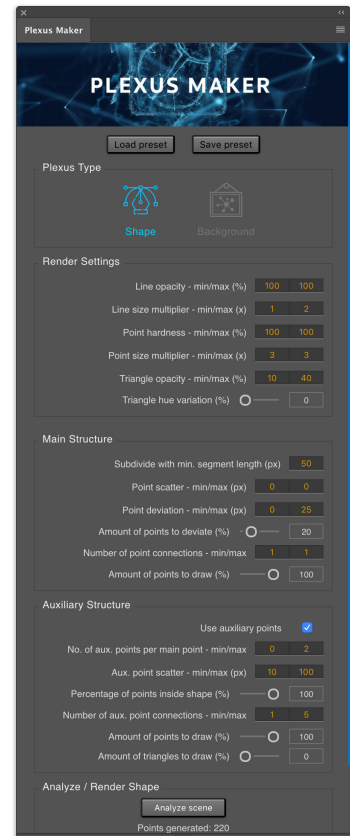 Plexus Maker
PLEXUS MAKER
Load preset Save preset
Plexus Type
Shape Background
Render Settings
Line opacity - min/max (%) 100 100
Line size multiplier - min/max (x) 1 2
Point hardness - min/max (%) 100 100
Point size multiplier - min/max (x) 3 3
Triangle opacity - min/max (%) 10 40
Triangle hue variation (%) 0
Main Structure
Subdivide with min. segment length (px) 50
Point scatter - min/max (px) 0 0
Point deviation - min/max (px) 0 25
Amount of points to deviate (%) 20
Number of point connections - min/max 1 1
Amount of points to draw (%) 100
Auxiliary Structure
Use auxiliary points
No. of aux. points per main point - min/max 0 2
Aux. point scatter - min/max (px) 10 100
Percentage of points inside shape (%) 100
Number of aux. point connections - min/max 1 5
Amount of points to draw (%) 100
Amount of triangles to draw (%) 0
Analyze / Render Shape
Analyze scene
Points generated: 220